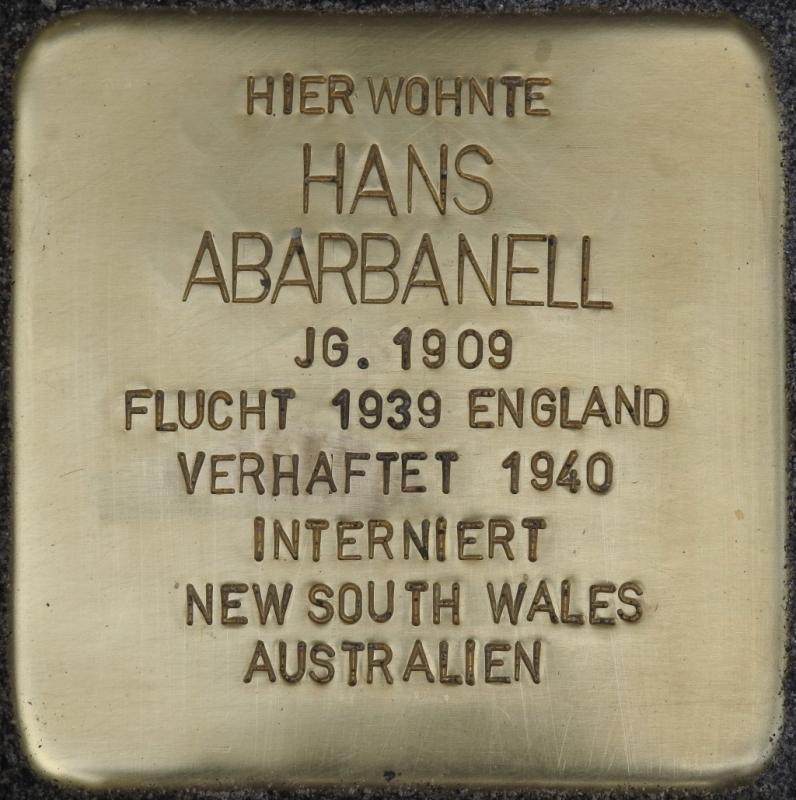 HIER WOHNTE
HANS
ABARBANELL
JG. 1909
FLUCHT 1939 ENGLAND
VERHAFTET 1940
INTERNIERT
NEW SOUTH WALES
AUSTRALIEN